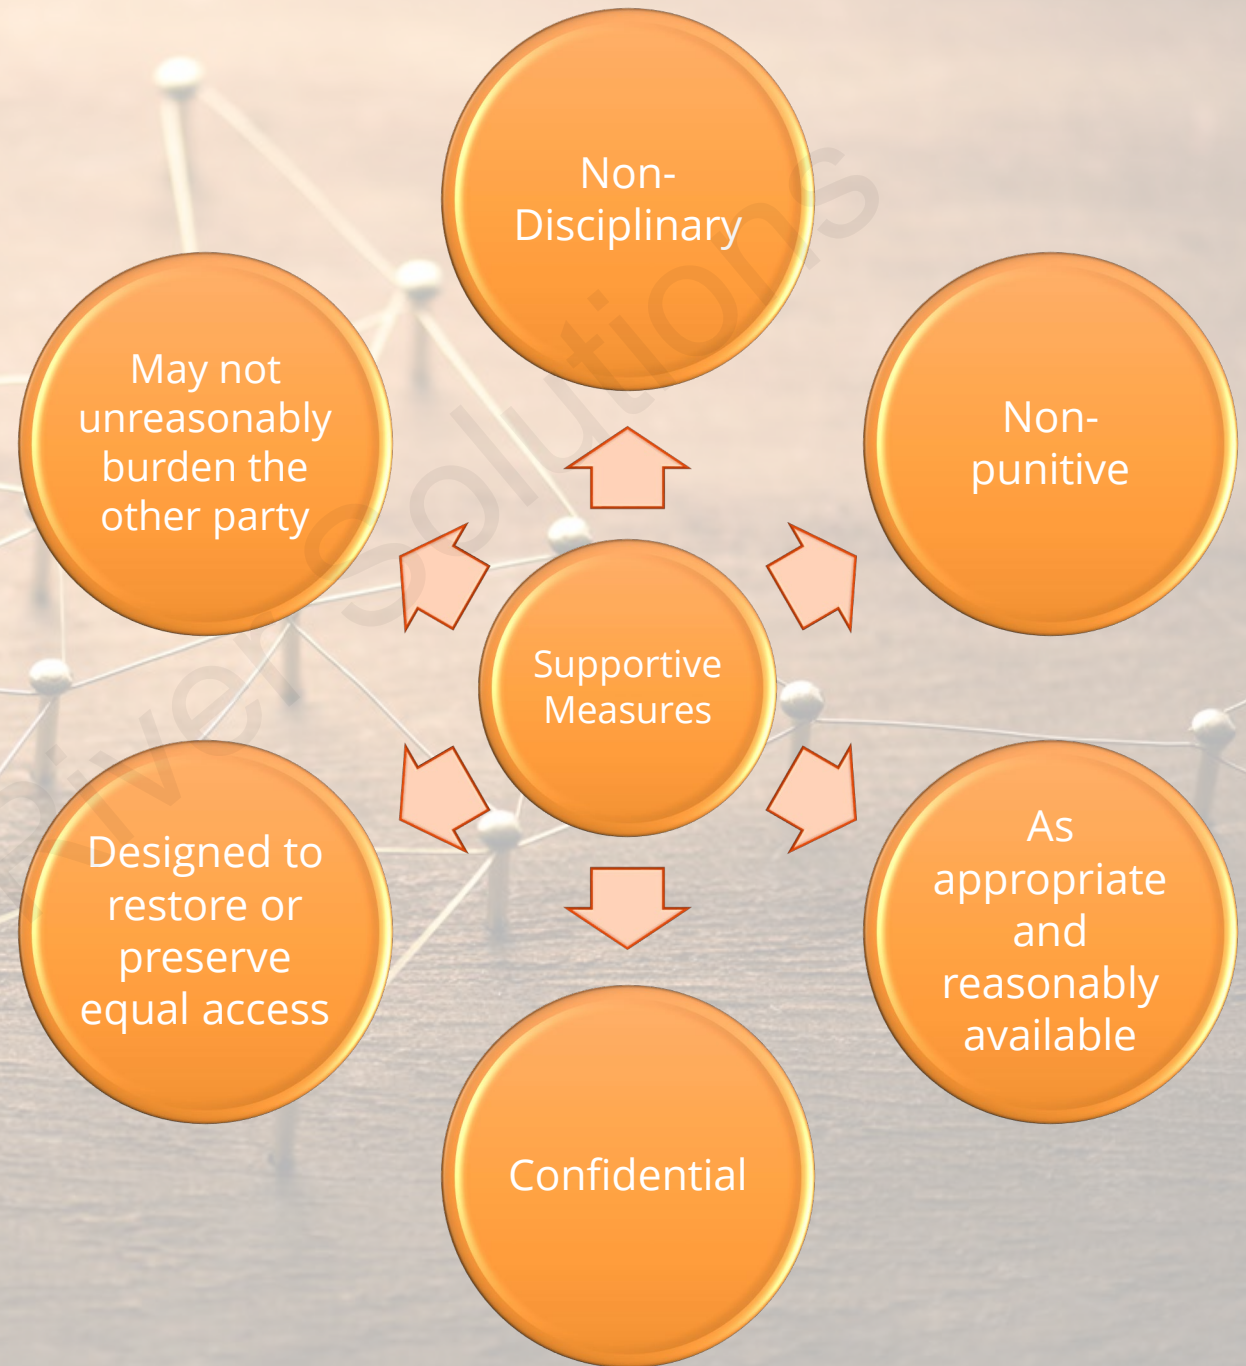 Non-
Disciplinary
Non-
punitive
As
appropriate
and
reasonably
available
Confidential
Designed to
restore or
preserve
equal access
May not
unreasonably
burden the
other party
Supportive
Measures
Solutions